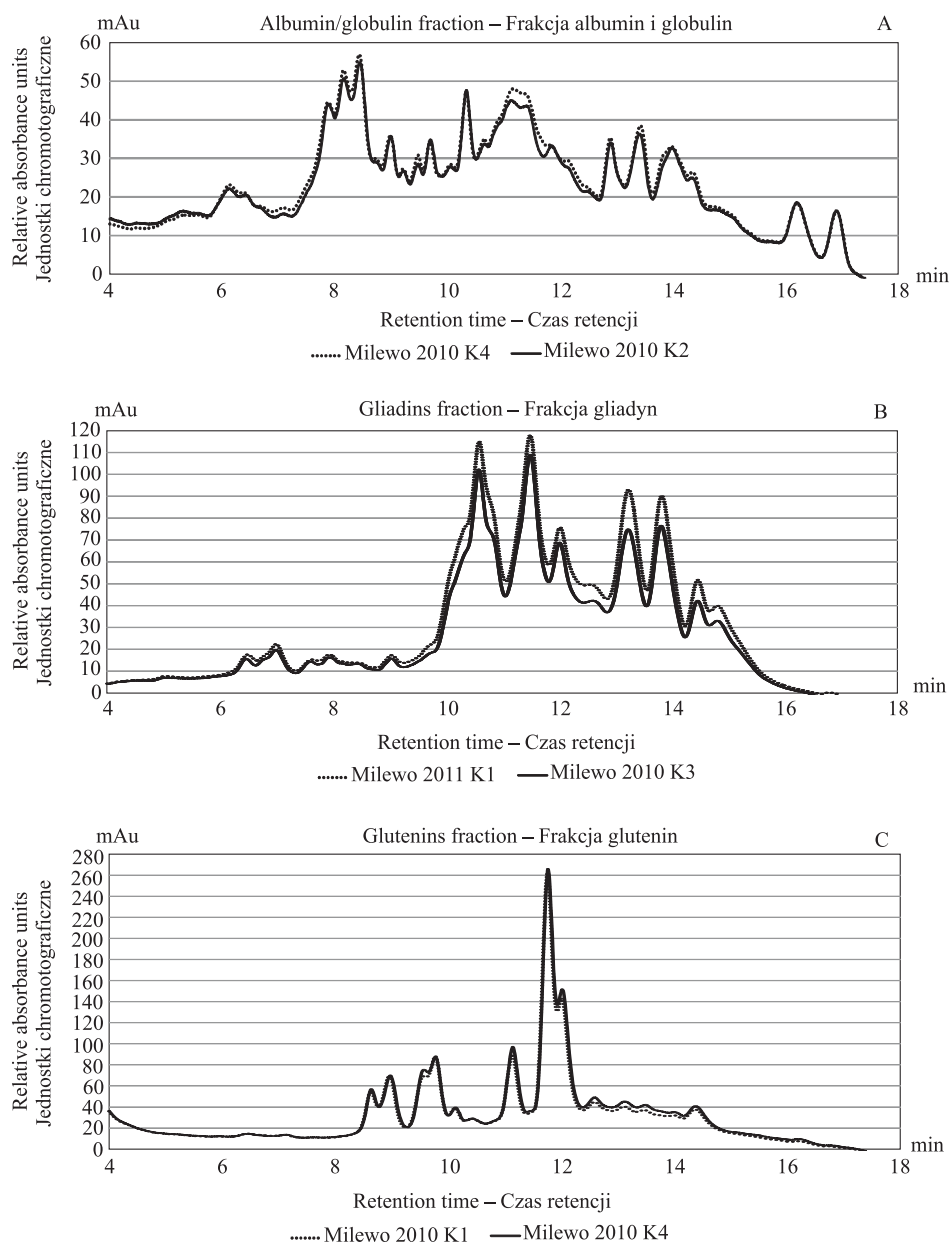 mAu Albumin/globulin fraction – Frakcja albumin i globulin A
Relative absorbance units
Jednostki chromotograficzne
60
50
40
30
20
10
0
4 6 8 10 12 14 16 18 min
Retention time – Czas retencji
Milewo 2010 K4 Milewo 2010 K2
mAu Gliadins fraction – Frakcja gliadyn B
Relative absorbance units
Jednostki chromotograficzne
120
110
100
90
80
70
60
50
40
30
20
10
0
4 6 8 10 12 14 16 18 min
Retention time – Czas retencji
Milewo 2011 K1 Milewo 2010 K3
mAu Glutenins fraction – Frakcja glutenin C
Relative absorbance units
Jednostki chromotograficzne
280
260
240
220
200
180
160
140
120
100
80
60
40
20
0
4 6 8 10 12 14 16 18 min
Retention time – Czas retencji
Milewo 2010 K1 Milewo 2010 K4